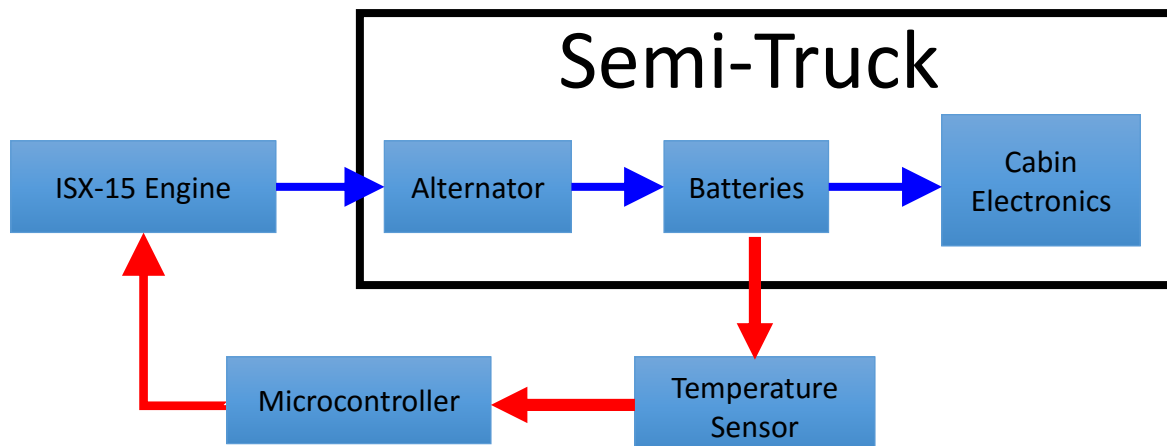 Semi-Truck
ISX-15 Engine
Alternator
Batteries
Cabin
Electronics
Microcontroller
Temperature
Sensor